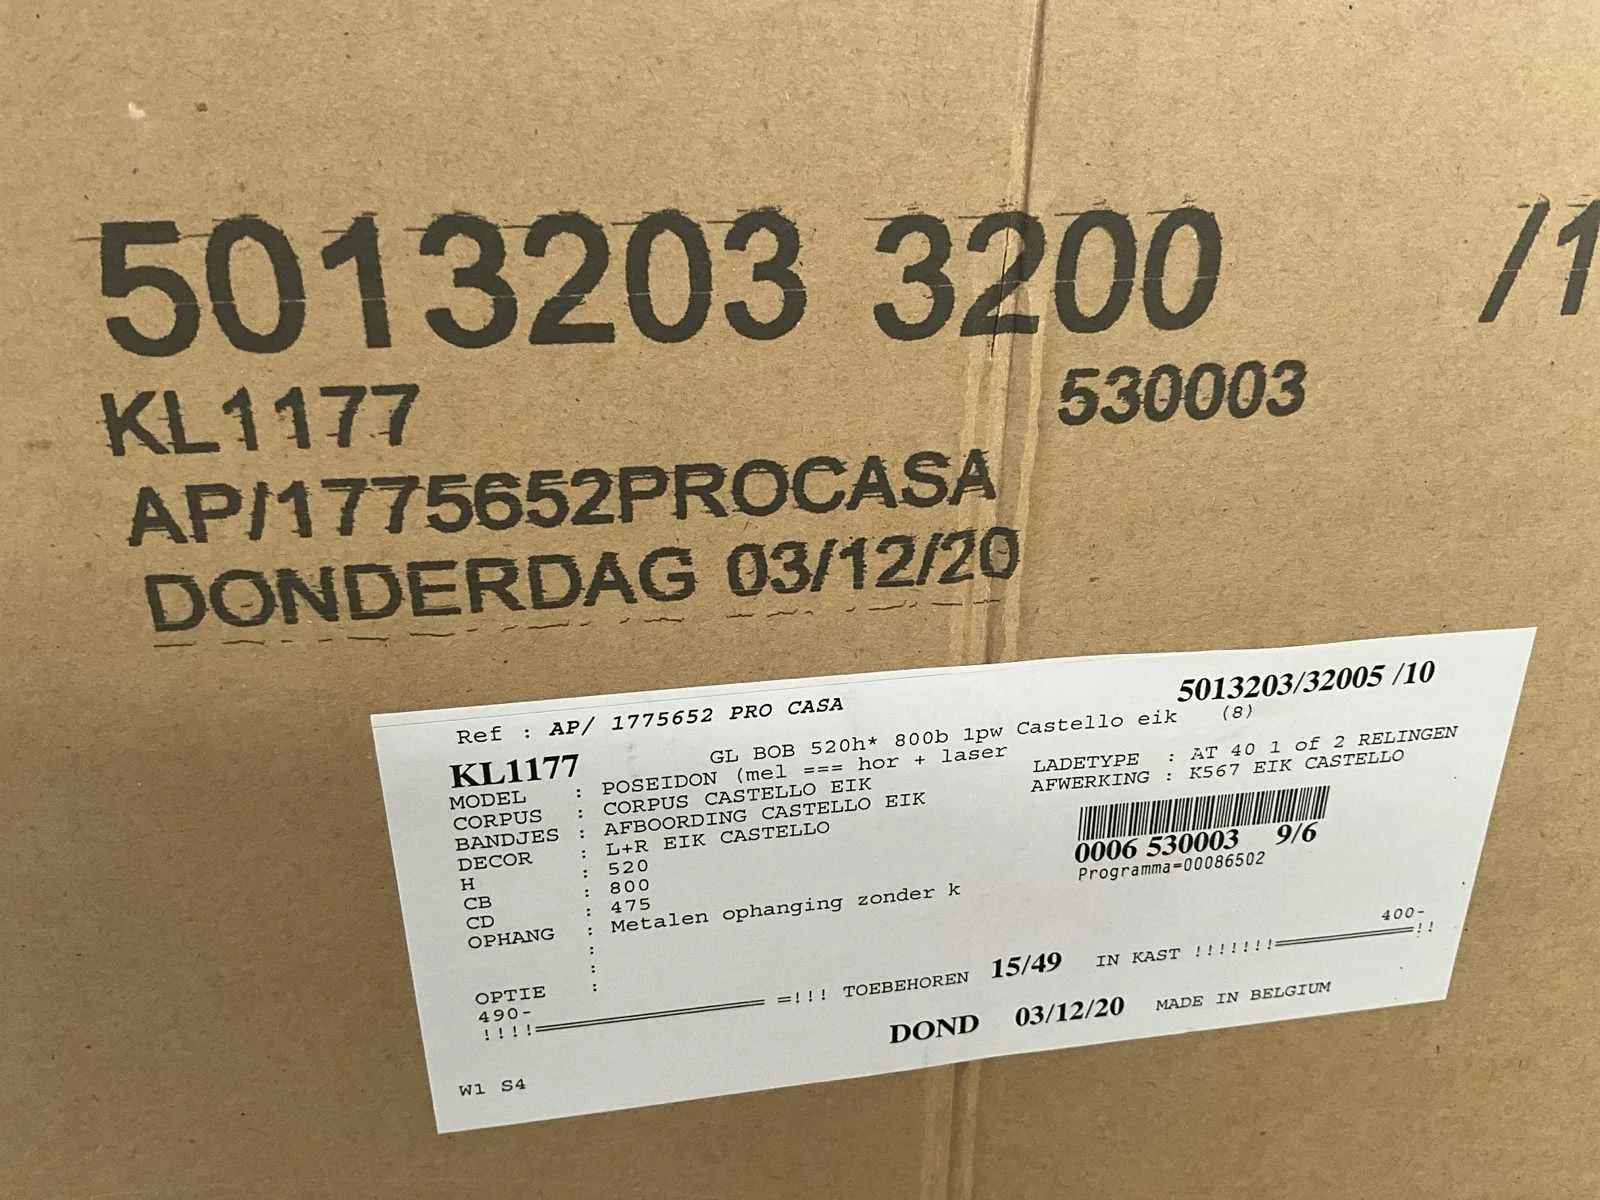 5013203 3200 /1
KL1177 530003
AP/1775652PROCASA
DONDERDAG 03/12/20
Ref : AP/ 1775652 PRO CASA 5013203/32005 /10
KL1177 GL BOB 520h* 800b 1pw Castello eik (8)
MODEL : POSEIDON (mel === hor + laser LADETYPE : AT 40 1 of 2 RELINGEN
CORPUS : CORPUS CASTELLO EIK AFWERKING : K567 EIK CASTELLO
BANDJES : AFBOORDING CASTELLO EIK
DECOR : L+R EIK CASTELLO
H : 520
CB : 800
CD : 475
OPHANG : Metalen ophanging zonder k
0006 530003 9/6
Programma=00086502
:
:
OPTIE :
490- 400-
!!!!================ =!!! TOEBEHOREN 15/49 IN KAST !!!!!!!==========!!
DOND 03/12/20 MADE IN BELGIUM
W1 S4